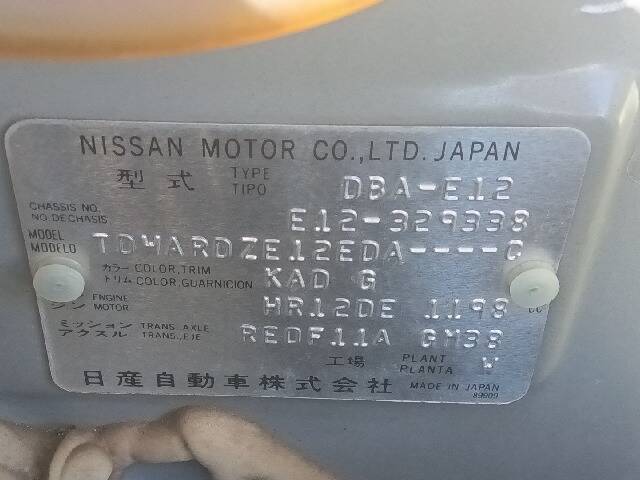 NISSAN MOTOR CO.,LTD. JAPAN
型式 TYPE TIPO DBA-E12
CHASSIS NO. NO.DECHASIS E12-329338
MODEL MODELO TDWARDZE12EDA----C
カラー COLOR,TRIM トリム COLOR,GUARNICION KAD G
ENGINE MOTOR HR12DE 1198 CC
ミッション TRANS. AXLE アクスル TRANS.,EJE REDF11A GM38
工場 PLANT PLANTA W
日産自動車株式会社 MADE IN JAPAN
89909